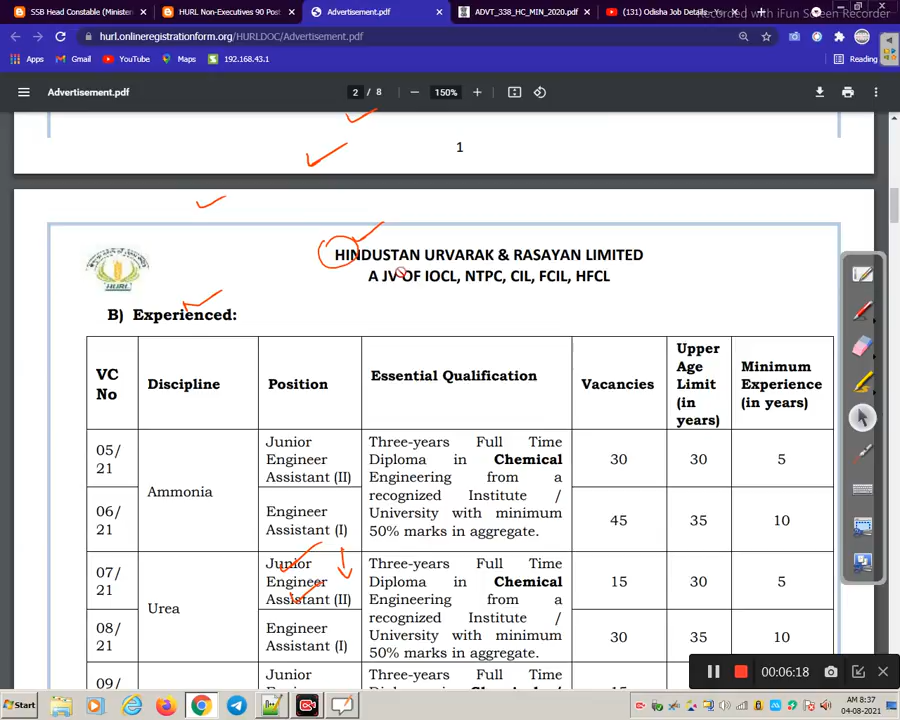 SSB Head Constable (Minister
HURL Non-Executives 90 Post
Advertisement.pdf
ADVT_338_HC_MIN_2020.pdf
(131) Odisha Job Details - Yo
Recorded with iFun Screen Recorder
hurl.onlineregistrationform.org/HURLDOC/Advertisement.pdf
Apps
Gmail
YouTube
Maps
192.168.43.1
Reading
Advertisement.pdf
2 / 8
150%
1
HURL
HINDUSTAN URVARAK & RASAYAN LIMITED
A JV OF IOCL, NTPC, CIL, FCIL, HFCL
B) Experienced:
VC No
Discipline
Position
Essential Qualification
Vacancies
Upper Age Limit (in years)
Minimum Experience (in years)
05/
21
Ammonia
Junior
Engineer
Assistant (II)
Three-years Full Time
Diploma in Chemical
Engineering from a
recognized Institute /
University with minimum
50% marks in aggregate.
30
30
5
06/
21
Engineer
Assistant (I)
45
35
10
07/
21
Urea
Junior
Engineer
Assistant (II)
Three-years Full Time
Diploma in Chemical
Engineering from a
recognized Institute /
University with minimum
50% marks in aggregate.
15
30
5
08/
21
Engineer
Assistant (I)
30
35
10
09/
Junior
Three-years Full Time
00:06:18
Start
AM 8:37
04-08-2021